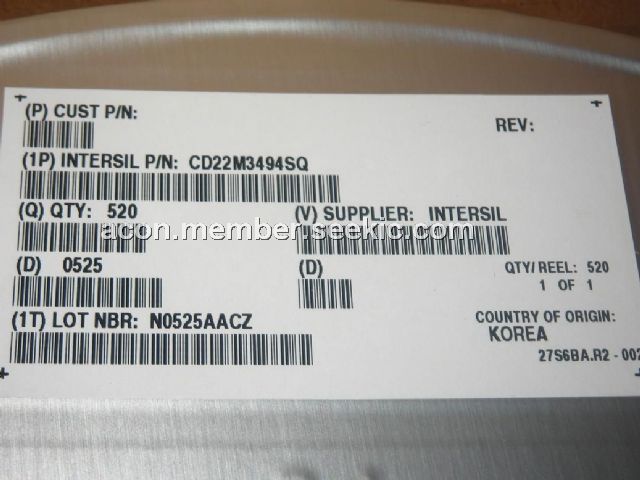 (P) CUST P/N:
REV:
(1P) INTERSIL P/N: CD22M3494SQ
(Q) QTY: 520
(V) SUPPLIER: INTERSIL
acon.member.seekic.com
(D) 0525
(D)
QTY/REEL: 520
1 OF 1
(1T) LOT NBR: N0525AACZ
COUNTRY OF ORIGIN:
KOREA
27S6BA.R2 - 002